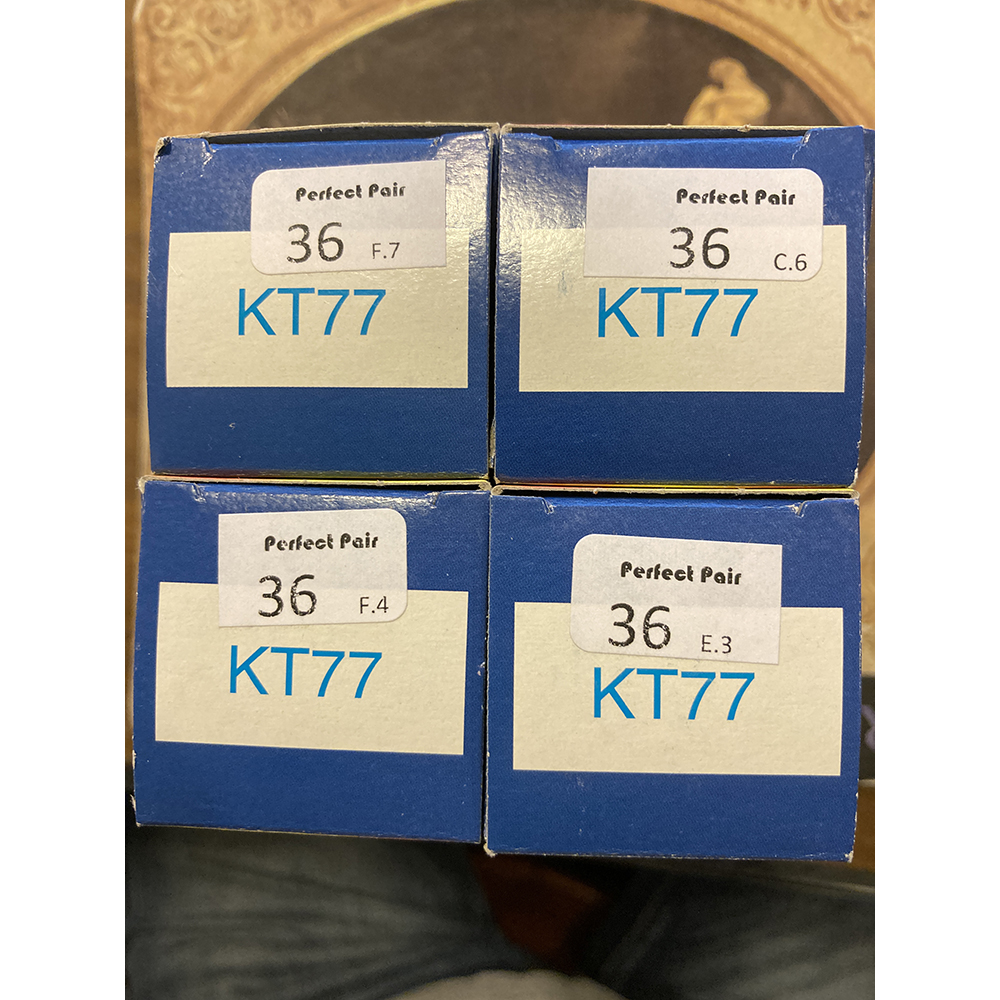 Perfect Pair
36 F.7
KT77
Perfect Pair
36 C.6
KT77
Perfect Pair
36 F.4
KT77
Perfect Pair
36 E.3
KT77